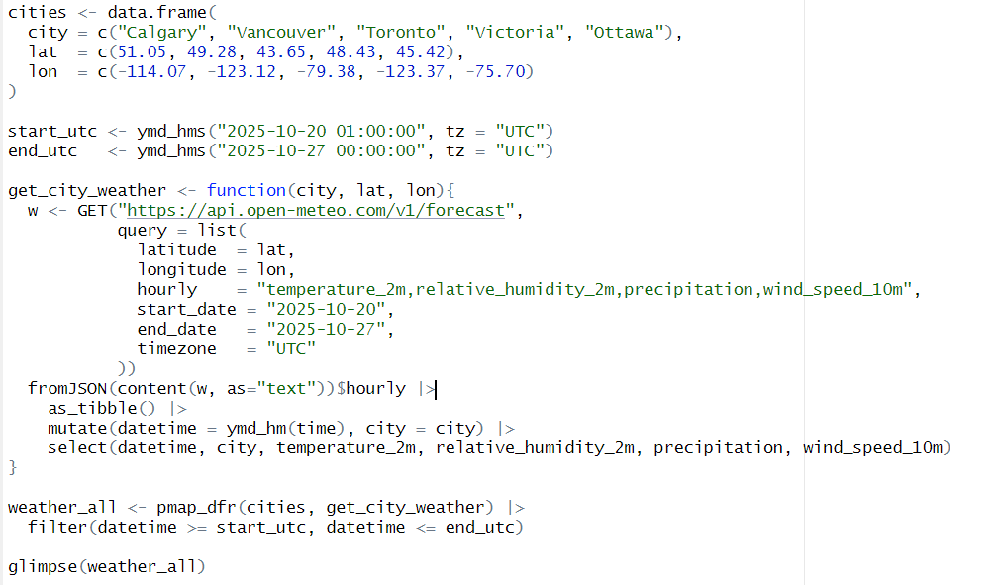 cities <- data.frame(
  city = c("Calgary", "Vancouver", "Toronto", "Victoria", "Ottawa"),
  lat  = c(51.05, 49.28, 43.65, 48.43, 45.42),
  lon  = c(-114.07, -123.12, -79.38, -123.37, -75.70)
)

start_utc <- ymd_hms("2025-10-20 01:00:00", tz = "UTC")
end_utc   <- ymd_hms("2025-10-27 00:00:00", tz = "UTC")

get_city_weather <- function(city, lat, lon){
  w <- GET("https://api.open-meteo.com/v1/forecast",
           query = list(
             latitude  = lat,
             longitude = lon,
             hourly    = "temperature_2m,relative_humidity_2m,precipitation,wind_speed_10m",
             start_date = "2025-10-20",
             end_date   = "2025-10-27",
             timezone   = "UTC"
           ))
  fromJSON(content(w, as="text"))$hourly |>
    as_tibble() |>
    mutate(datetime = ymd_hm(time), city = city) |>
    select(datetime, city, temperature_2m, relative_humidity_2m, precipitation, wind_speed_10m)
}

weather_all <- pmap_dfr(cities, get_city_weather) |>
  filter(datetime >= start_utc, datetime <= end_utc)

glimpse(weather_all)